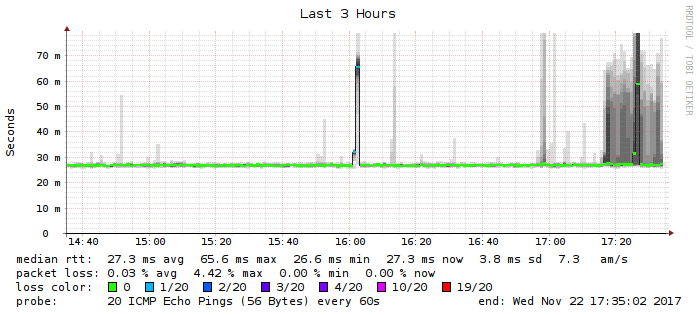 Last 3 Hours
RRDTOOL / TOBI OETIKER
Seconds
70 m
60 m
50 m
40 m
30 m
20 m
10 m
0
14:40 15:00 15:20 15:40 16:00 16:20 16:40 17:00 17:20
median rtt: 27.3 ms avg 65.6 ms max 26.6 ms min 27.3 ms now 3.8 ms sd 7.3 am/s
packet loss: 0.03 % avg 4.42 % max 0.00 % min 0.00 % now
loss color: 0 1/20 2/20 3/20 4/20 10/20 19/20
probe: 20 ICMP Echo Pings (56 Bytes) every 60s end: Wed Nov 22 17:35:02 2017